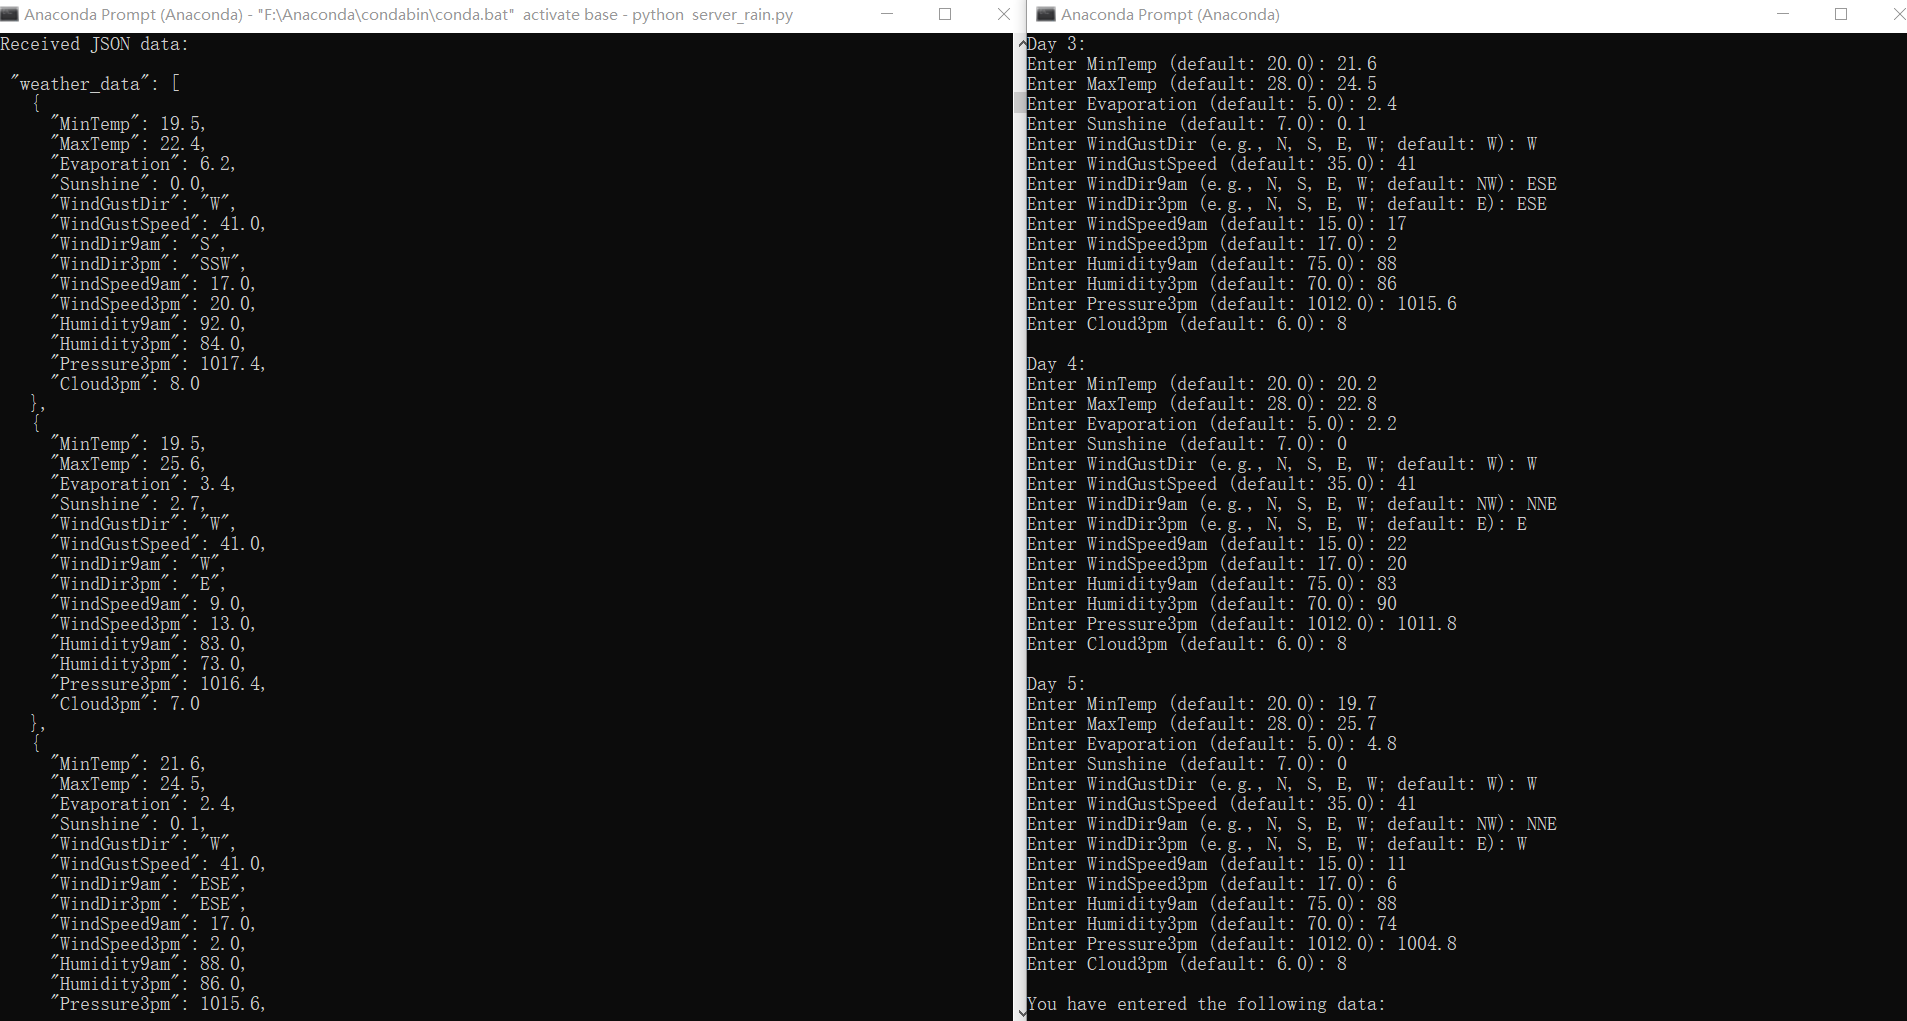 Anaconda Prompt (Anaconda) - "F:\Anaconda\condabin\conda.bat"  activate base - python  server_rain.py
Received JSON data:
"weather_data": [
{
"MinTemp": 19.5,
"MaxTemp": 22.4,
"Evaporation": 6.2,
"Sunshine": 0.0,
"WindGustDir": "W",
"WindGustSpeed": 41.0,
"WindDir9am": "S",
"WindDir3pm": "SSW",
"WindSpeed9am": 17.0,
"WindSpeed3pm": 20.0,
"Humidity9am": 92.0,
"Humidity3pm": 84.0,
"Pressure3pm": 1017.4,
"Cloud3pm": 8.0
},
{
"MinTemp": 19.5,
"MaxTemp": 25.6,
"Evaporation": 3.4,
"Sunshine": 2.7,
"WindGustDir": "W",
"WindGustSpeed": 41.0,
"WindDir9am": "W",
"WindDir3pm": "E",
"WindSpeed9am": 9.0,
"WindSpeed3pm": 13.0,
"Humidity9am": 83.0,
"Humidity3pm": 73.0,
"Pressure3pm": 1016.4,
"Cloud3pm": 7.0
},
{
"MinTemp": 21.6,
"MaxTemp": 24.5,
"Evaporation": 2.4,
"Sunshine": 0.1,
"WindGustDir": "W",
"WindGustSpeed": 41.0,
"WindDir9am": "ESE",
"WindDir3pm": "ESE",
"WindSpeed9am": 17.0,
"WindSpeed3pm": 2.0,
"Humidity9am": 88.0,
"Humidity3pm": 86.0,
"Pressure3pm": 1015.6,
Anaconda Prompt (Anaconda)
Day 3:
Enter MinTemp (default: 20.0): 21.6
Enter MaxTemp (default: 28.0): 24.5
Enter Evaporation (default: 5.0): 2.4
Enter Sunshine (default: 7.0): 0.1
Enter WindGustDir (e.g., N, S, E, W; default: W): W
Enter WindGustSpeed (default: 35.0): 41
Enter WindDir9am (e.g., N, S, E, W; default: NW): ESE
Enter WindDir3pm (e.g., N, S, E, W; default: E): ESE
Enter WindSpeed9am (default: 15.0): 17
Enter WindSpeed3pm (default: 17.0): 2
Enter Humidity9am (default: 75.0): 88
Enter Humidity3pm (default: 70.0): 86
Enter Pressure3pm (default: 1012.0): 1015.6
Enter Cloud3pm (default: 6.0): 8
Day 4:
Enter MinTemp (default: 20.0): 20.2
Enter MaxTemp (default: 28.0): 22.8
Enter Evaporation (default: 5.0): 2.2
Enter Sunshine (default: 7.0): 0
Enter WindGustDir (e.g., N, S, E, W; default: W): W
Enter WindGustSpeed (default: 35.0): 41
Enter WindDir9am (e.g., N, S, E, W; default: NW): NNE
Enter WindDir3pm (e.g., N, S, E, W; default: E): E
Enter WindSpeed9am (default: 15.0): 22
Enter WindSpeed3pm (default: 17.0): 20
Enter Humidity9am (default: 75.0): 83
Enter Humidity3pm (default: 70.0): 90
Enter Pressure3pm (default: 1012.0): 1011.8
Enter Cloud3pm (default: 6.0): 8
Day 5:
Enter MinTemp (default: 20.0): 19.7
Enter MaxTemp (default: 28.0): 25.7
Enter Evaporation (default: 5.0): 4.8
Enter Sunshine (default: 7.0): 0
Enter WindGustDir (e.g., N, S, E, W; default: W): W
Enter WindGustSpeed (default: 35.0): 41
Enter WindDir9am (e.g., N, S, E, W; default: NW): NNE
Enter WindDir3pm (e.g., N, S, E, W; default: E): W
Enter WindSpeed9am (default: 15.0): 11
Enter WindSpeed3pm (default: 17.0): 6
Enter Humidity9am (default: 75.0): 88
Enter Humidity3pm (default: 70.0): 74
Enter Pressure3pm (default: 1012.0): 1004.8
Enter Cloud3pm (default: 6.0): 8
You have entered the following data: